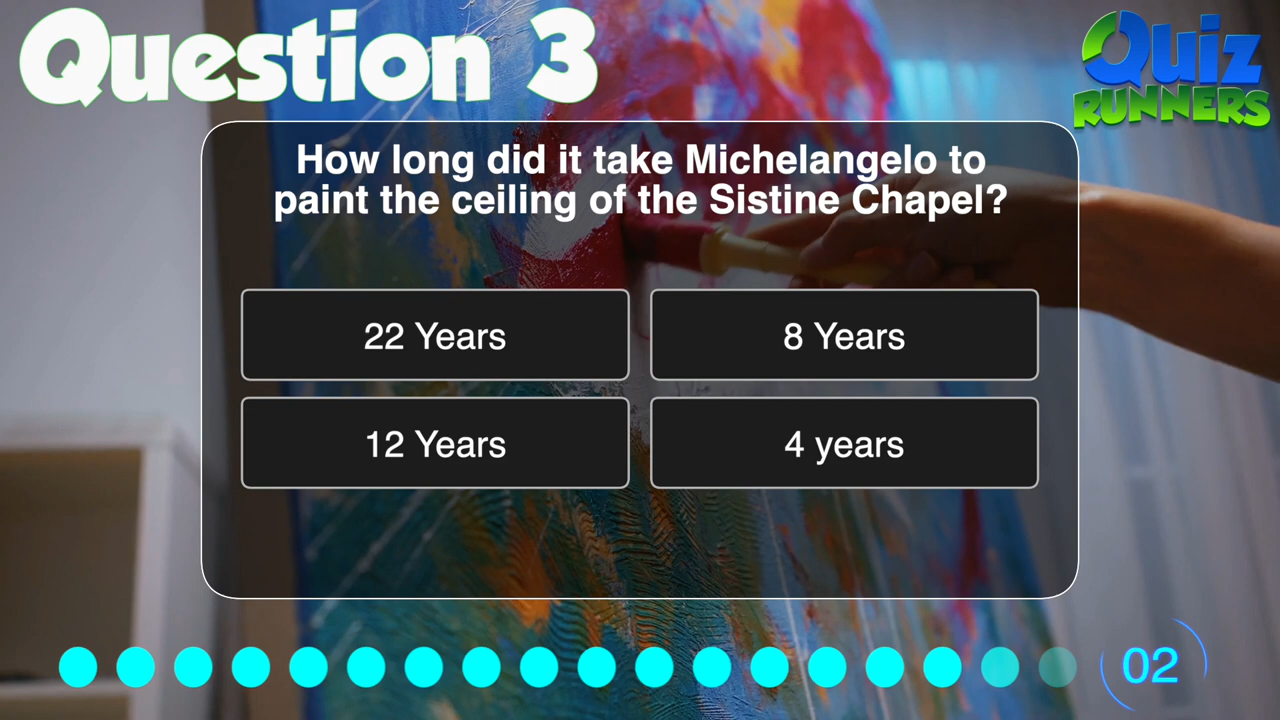 Question 3
Quiz
RUNNERS
How long did it take Michelangelo to
paint the ceiling of the Sistine Chapel?
22 Years
8 Years
12 Years
4 years
02